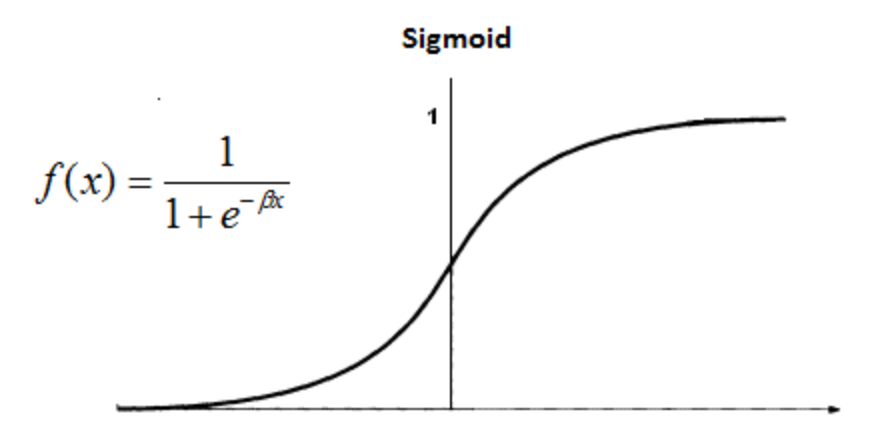 Sigmoid
1
f(x) = 1 / (1 + e^{-βx})